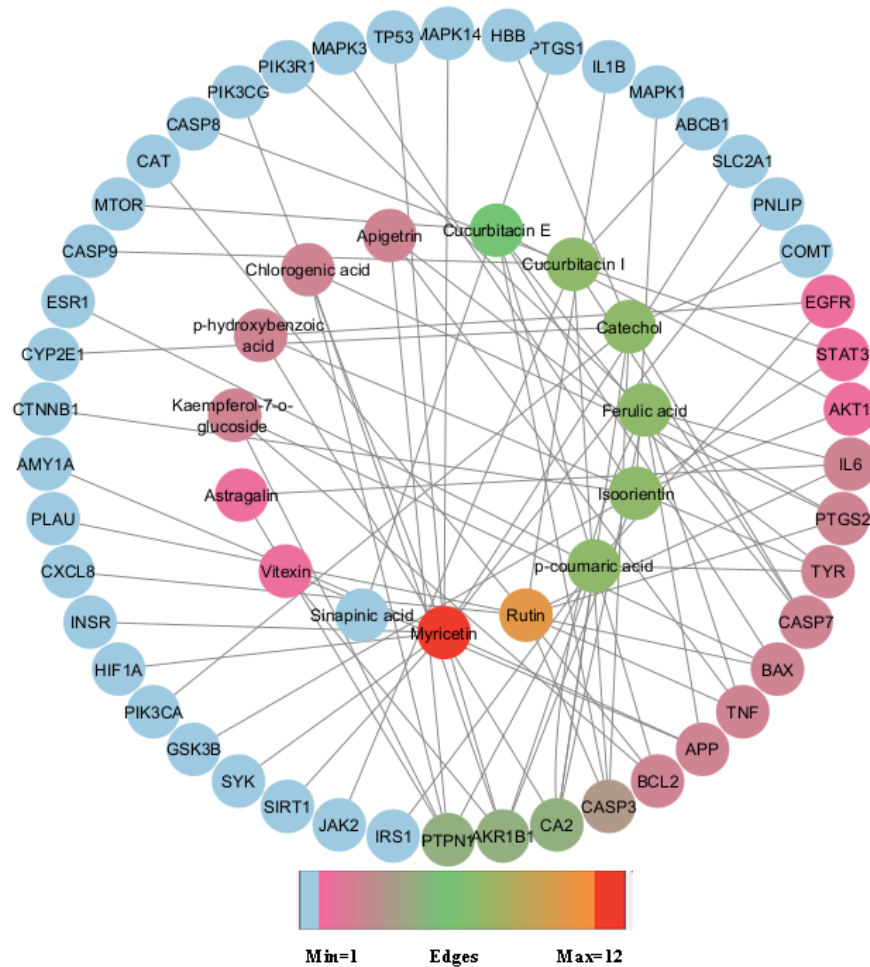 TP53
MAPK14
HBB
PTGS1
MAPK3
IL1B
PIK3R1
MAPK1
PIK3CG
ABCB1
CASP8
SLC2A1
CAT
PNLIP
MTOR
COMT
CASP9
ESR1
EGFR
CYP2E1
STAT3
CTNNB1
AKT1
AMY1A
IL6
PLAU
PTGS2
CXCL8
TYR
INSR
CASP7
HIF1A
BAX
PIK3CA
TNF
GSK3B
APP
SYK
BCL2
SIRT1
CASP3
JAK2
CA2
IRS1
AKR1B1
PTPN1
Apigetrin
Cucurbitacin E
Chlorogenic acid
Cucurbitacin I
p-hydroxybenzoic
acid
Catechol
Kaempferol-7-o-
glucoside
Ferulic acid
Astragalin
Isoorientin
Vitexin
p-coumaric acid
Sinapinic acid
Myricetin
Rutin
Min=1 Edges Max=12